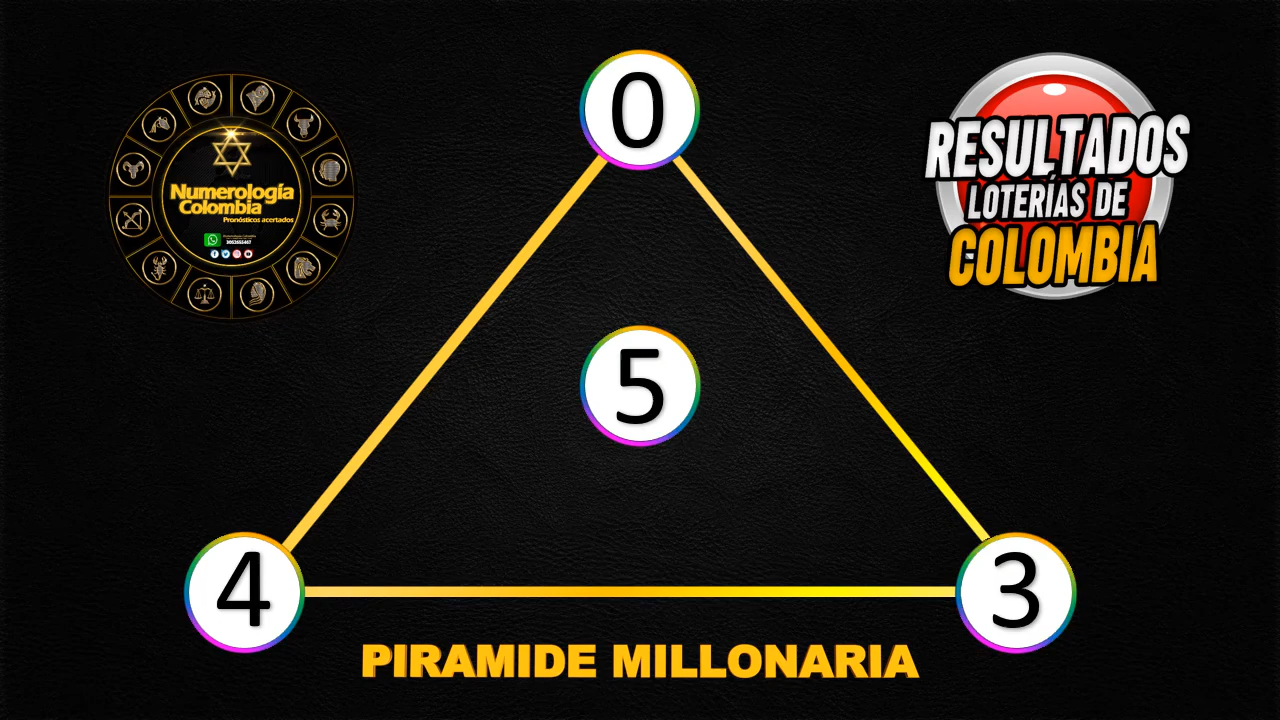 0
Numerología
Colombia
Pronósticos acertados
RESULTADOS
LOTERÍAS DE
COLOMBIA
5
4
3
PIRAMIDE MILLONARIA